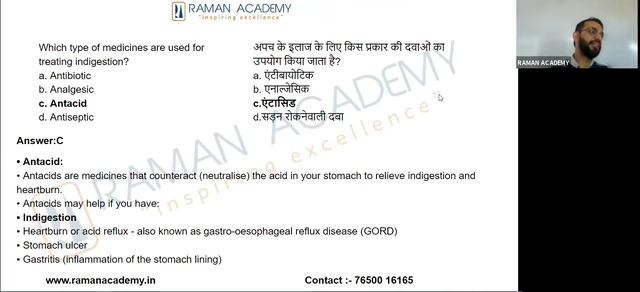 RAMAN ACADEMY
"inspiring excellence"
Which type of medicines are used for
treating indigestion?
a. Antibiotic
b. Analgesic
c. Antacid
d. Antiseptic
अपच के इलाज के लिए किस प्रकार की दवाओं का
उपयोग किया जाता है?
a. एंटीबायोटिक
b. एनाल्जेसिक
c.एंटासिड
d.सड़न रोकनेवाली दबा
Answer:C
• Antacid:
• Antacids are medicines that counteract (neutralise) the acid in your stomach to relieve indigestion and
heartburn.
• Antacids may help if you have:
• Indigestion
• Heartburn or acid reflux - also known as gastro-oesophageal reflux disease (GORD)
• Stomach ulcer
• Gastritis (inflammation of the stomach lining)
www.ramanacademy.in
Contact :- 76500 16165
RAMAN ACADEMY
"inspiring excellence"
RAMAN ACADEMY